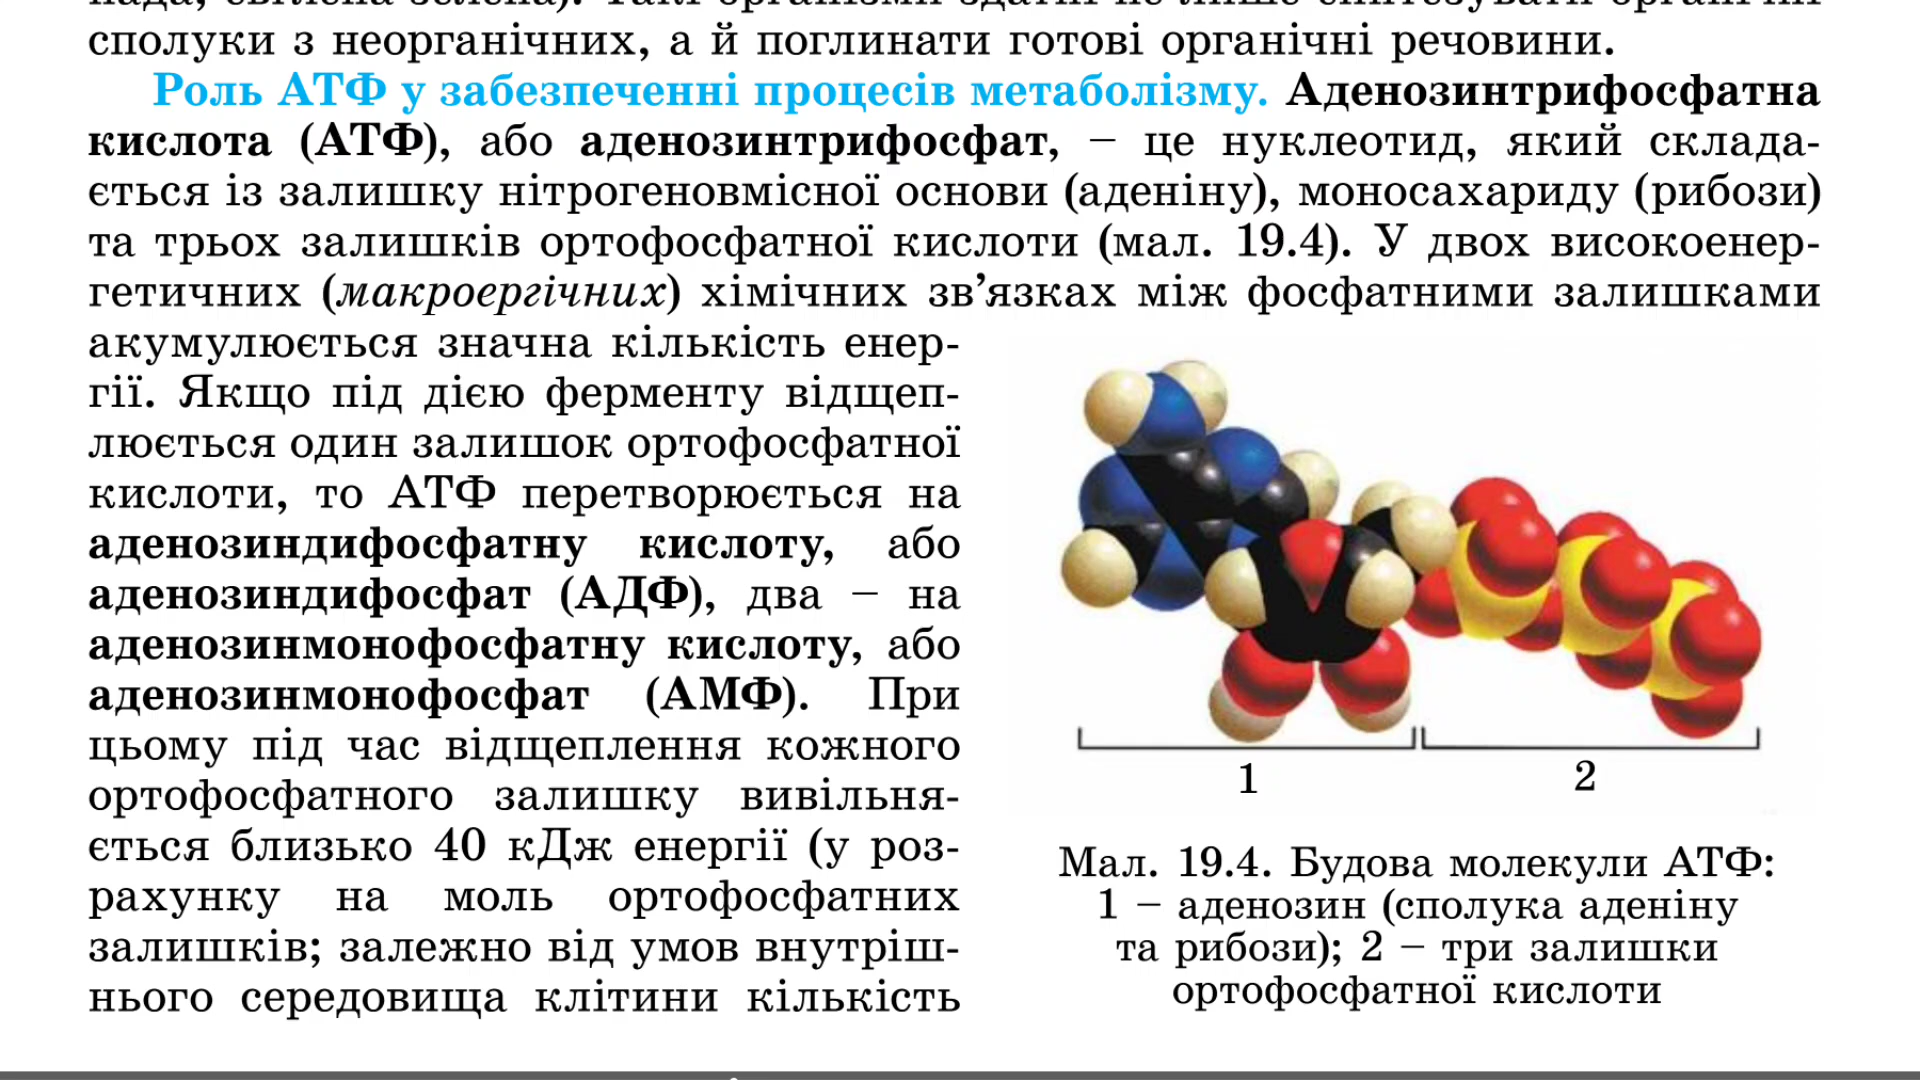 сполуки з неорганічних, а й поглинати готові органічні речовини.
Роль АТФ у забезпеченні процесів метаболізму. Аденозинтрифосфатна
кислота (АТФ), або аденозинтрифосфат, – це нуклеотид, який склада-
ється із залишку нітрогеновмісної основи (аденіну), моносахариду (рибози)
та трьох залишків ортофосфатної кислоти (мал. 19.4). У двох високоенер-
гетичних (макроергічних) хімічних зв’язках між фосфатними залишками
акумулюється значна кількість енер-
гії. Якщо під дією ферменту відщеп-
люється один залишок ортофосфатної
кислоти, то АТФ перетворюється на
аденозиндифосфатну кислоту, або
аденозиндифосфат (АДФ), два – на
аденозинмонофосфатну кислоту, або
аденозинмонофосфат (АМФ). При
цьому під час відщеплення кожного
ортофосфатного залишку вивільня-
ється близько 40 кДж енергії (у роз-
рахунку на моль ортофосфатних
залишків; залежно від умов внутріш-
нього середовища клітини кількість
1
2
Мал. 19.4. Будова молекули АТФ:
1 – аденозин (сполука аденіну
та рибози); 2 – три залишки
ортофосфатної кислоти